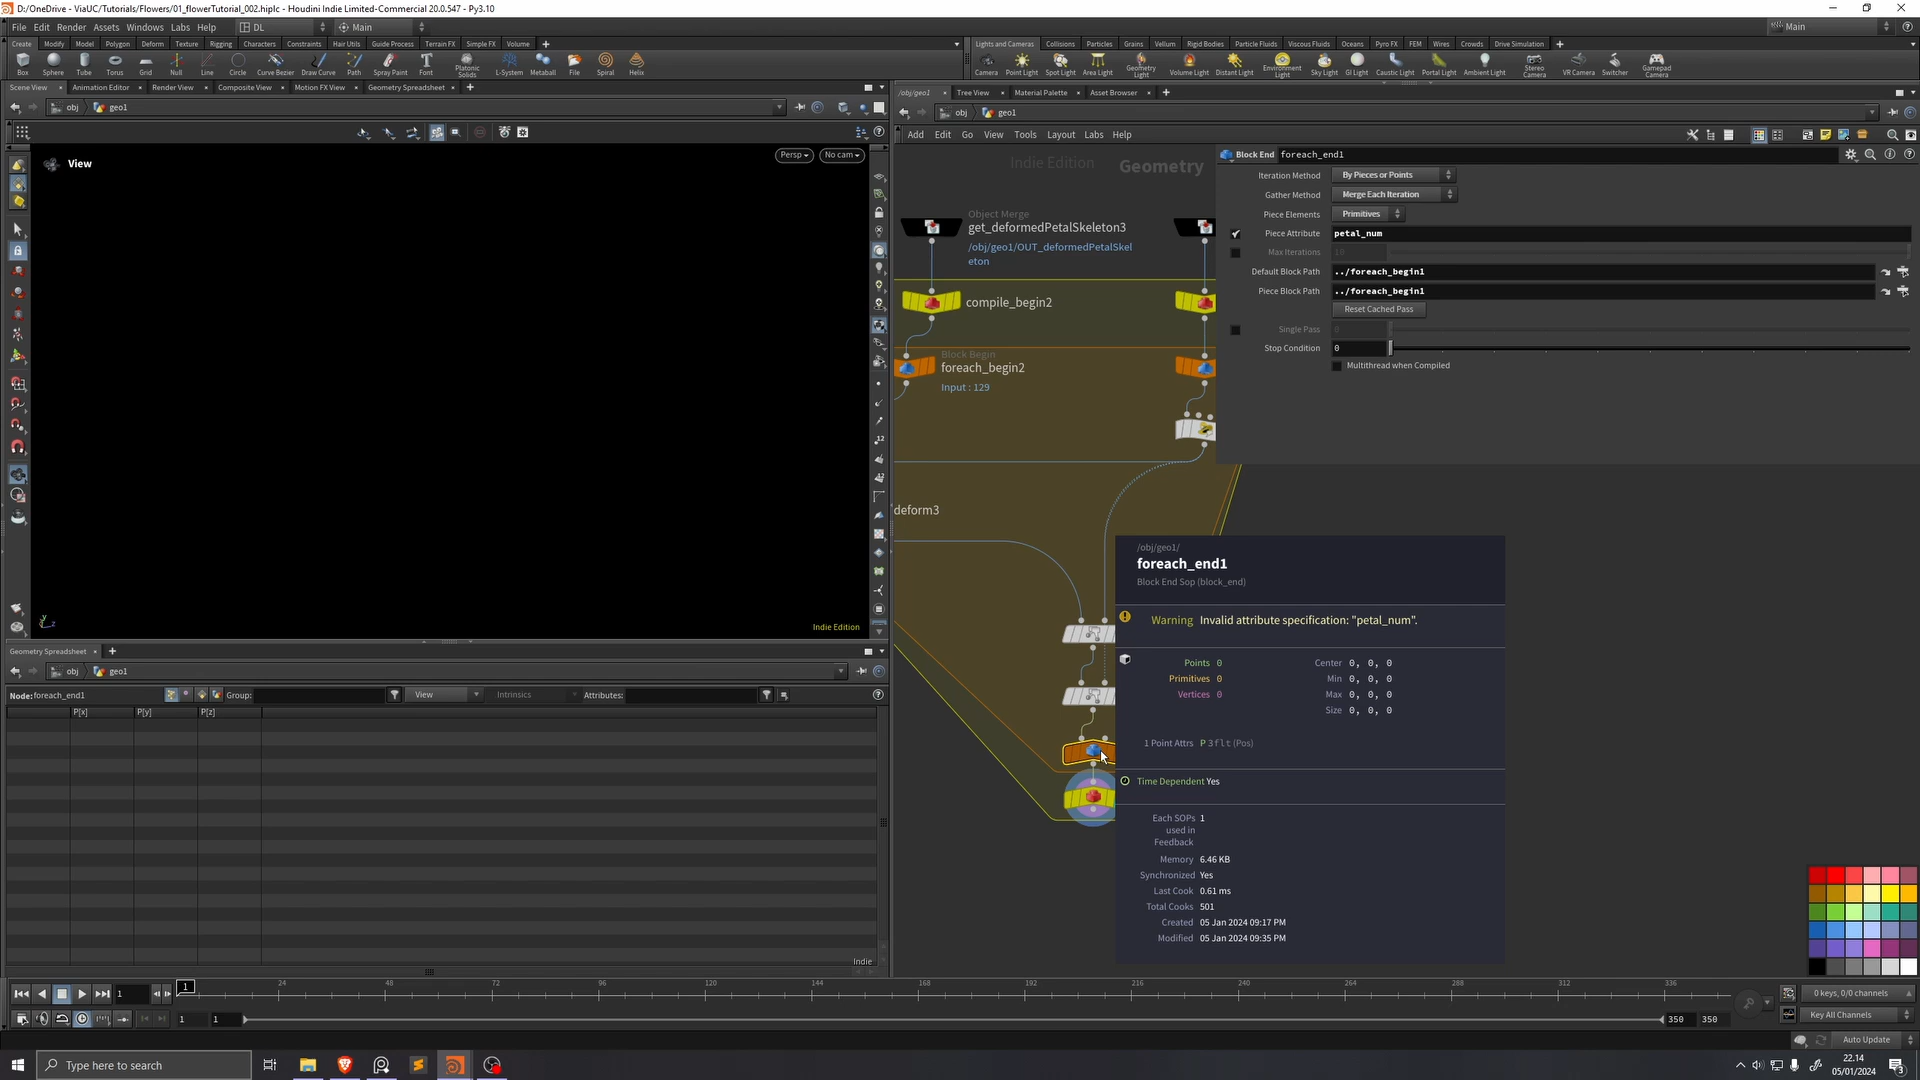 D:/OneDrive - ViaUC/Tutorials/Flowers/01_flowerTutorial_002.hiplc - Houdini Indie Limited-Commercial 20.0.547 - Py3.10
File Edit Render Assets Windows Labs Help DL Main Main
Create Modify Model Polygon Deform Texture Rigging Characters Constraints Hair Utils Guide Process Terrain FX Simple FX Volume
Lights and Cameras Collisions Particles Grains Vellum Rigid Bodies Particle Fluids Viscous Fluids Oceans Pyro FX FEM Wires Crowds Drive Simulation
Box Sphere Tube Torus Grid Null Line Circle Curve Bezier Draw Curve Path Spray Paint Font Platonic Solids L-System Metaball File Spiral Helix
Camera Point Light Spot Light Area Light Geometry Light Volume Light Distant Light Environment Light Sky Light GI Light Caustic Light Portal Light Ambient Light Stereo Camera VR Camera Switcher Gamepad Camera
Scene View Animation Editor Render View Composite View Motion FX View Geometry Spreadsheet
/obj/geo1 Tree View Material Palette Asset Browser
obj geo1
obj geo1
Add Edit Go View Tools Layout Labs Help
View
Persp No cam
Indie Edition
Indie Edition Geometry
Object Merge
get_deformedPetalSkeleton3
/obj/geo1/OUT_deformedPetalSkel
eton
compile_begin2
Block Begin
foreach_begin2
Input : 129
deform3
Block End foreach_end1
Iteration Method By Pieces or Points
Gather Method Merge Each Iteration
Piece Elements Primitives
Piece Attribute petal_num
Max Iterations 10
Default Block Path ../foreach_begin1
Piece Block Path ../foreach_begin1
Reset Cached Pass
Single Pass 0
Stop Condition 0
Multithread when Compiled
/obj/geo1/
foreach_end1
Block End Sop (block_end)
Warning Invalid attribute specification: "petal_num".
Points 0 Center 0, 0, 0
Primitives 0 Min 0, 0, 0
Vertices 0 Max 0, 0, 0
Size 0, 0, 0
1 Point Attrs P 3flt (Pos)
Time Dependent Yes
Each SOPs 1
used in
Feedback
Memory 6.46 KB
Synchronized Yes
Last Cook 0.61 ms
Total Cooks 501
Created 05 Jan 2024 09:17 PM
Modified 05 Jan 2024 09:35 PM
Geometry Spreadsheet
obj geo1
Node:foreach_end1 Group: View Intrinsics Attributes:
P[x] P[y] P[z]
Indie
1 1 24 48 72 96 120 144 168 192 216 240 264 288 312 336
0 keys, 0/0 channels
1 1 350 350 Key All Channels
Auto Update
Type here to search
22.14
05/01/2024
3